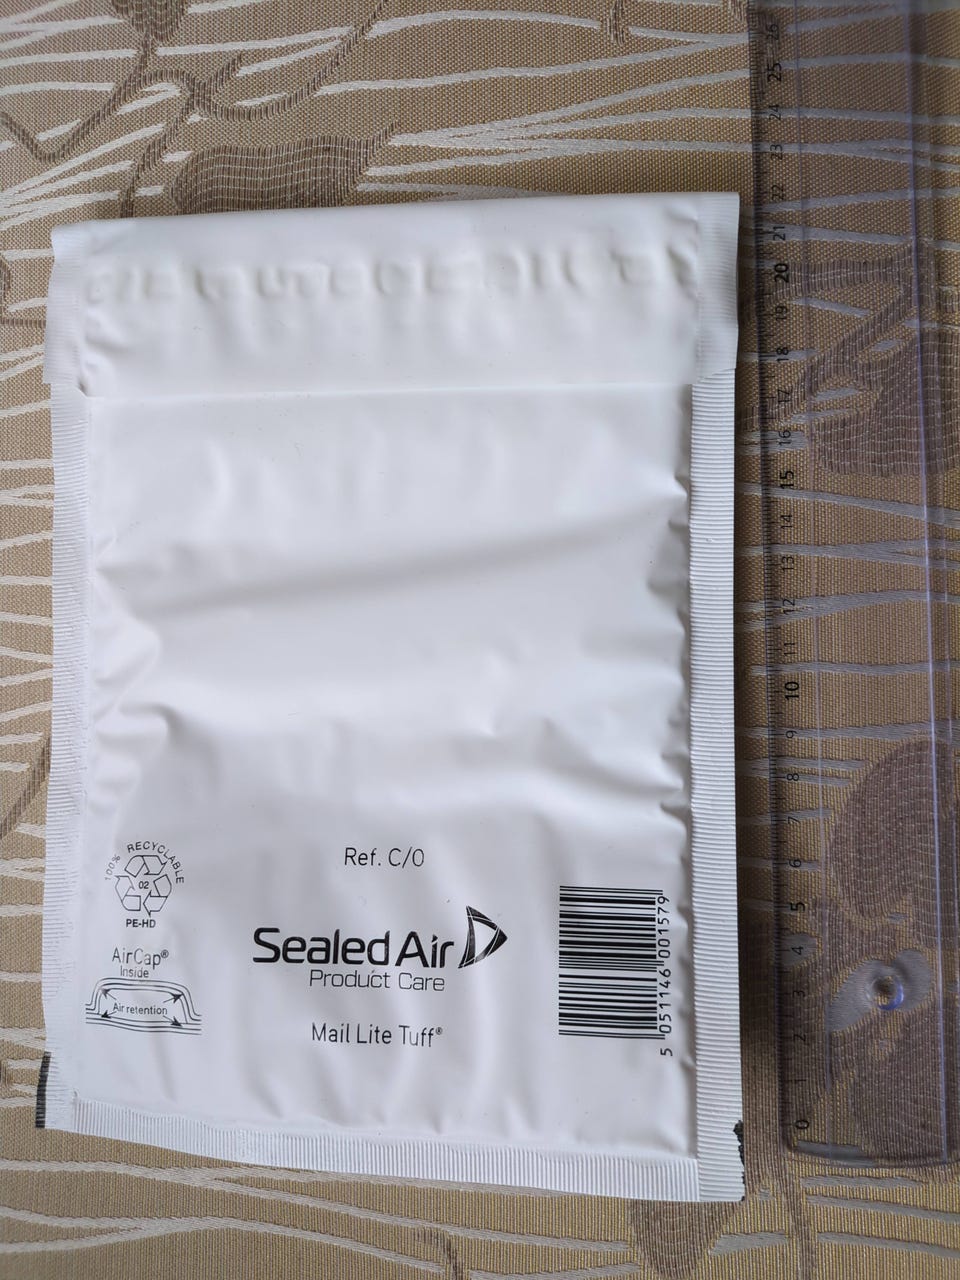 26
25
24
23
22
21
20
19
18
17
16
15
14
13
12
11
10
9
8
7
6
5
4
3
2
1
0
100% RECYCLABLE
02
PE-HD
AirCap®
Inside
Air retention
Ref. C/O
Sealed Air
Product Care
Mail Lite Tuff®
5 051146 001579